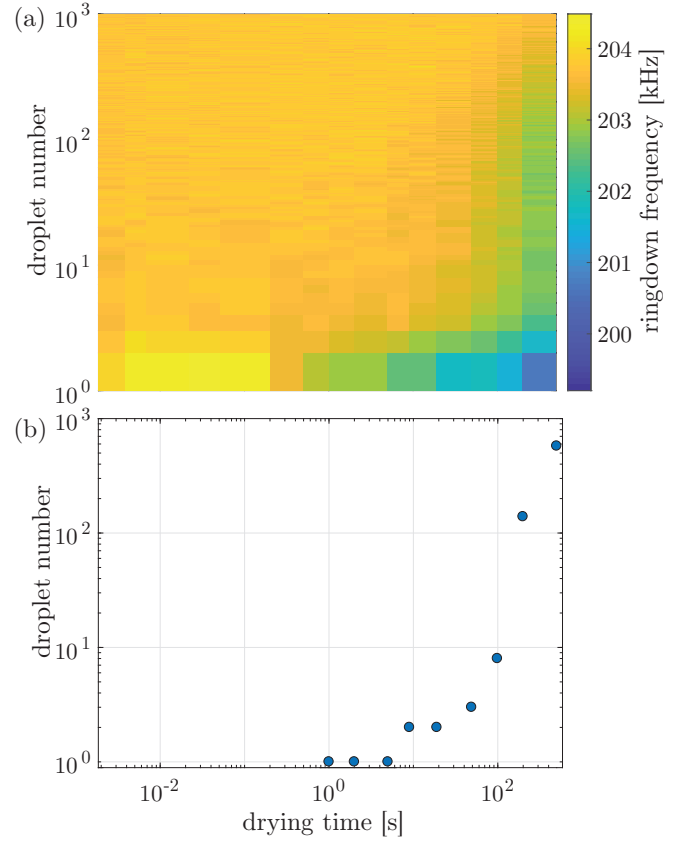 (a)
10^3
10^2
10^1
10^0
droplet number
204
203
202
201
200
ringdown frequency [kHz]
(b)
10^3
10^2
10^1
10^0
droplet number
10^-2
10^0
10^2
drying time [s]